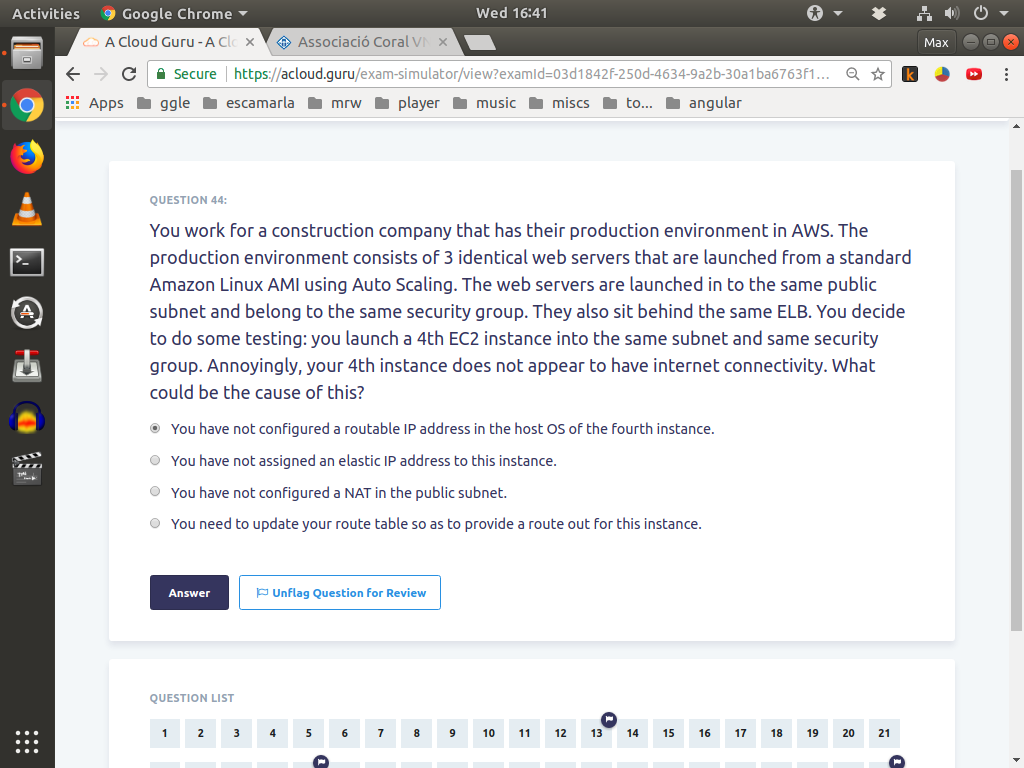 Activities Google Chrome Wed 16:41
A Cloud Guru - A Clo Associació Coral VN Max
Secure https://acloud.guru/exam-simulator/view?examId=03d1842f-250d-4634-9a2b-30a1ba6763f1...
Apps ggle escamarla mrw player music miscs to... angular
QUESTION 44:
You work for a construction company that has their production environment in AWS. The
production environment consists of 3 identical web servers that are launched from a standard
Amazon Linux AMI using Auto Scaling. The web servers are launched in to the same public
subnet and belong to the same security group. They also sit behind the same ELB. You decide
to do some testing: you launch a 4th EC2 instance into the same subnet and same security
group. Annoyingly, your 4th instance does not appear to have internet connectivity. What
could be the cause of this?
You have not configured a routable IP address in the host OS of the fourth instance.
You have not assigned an elastic IP address to this instance.
You have not configured a NAT in the public subnet.
You need to update your route table so as to provide a route out for this instance.
Answer Unflag Question for Review
QUESTION LIST
1 2 3 4 5 6 7 8 9 10 11 12 13 14 15 16 17 18 19 20 21